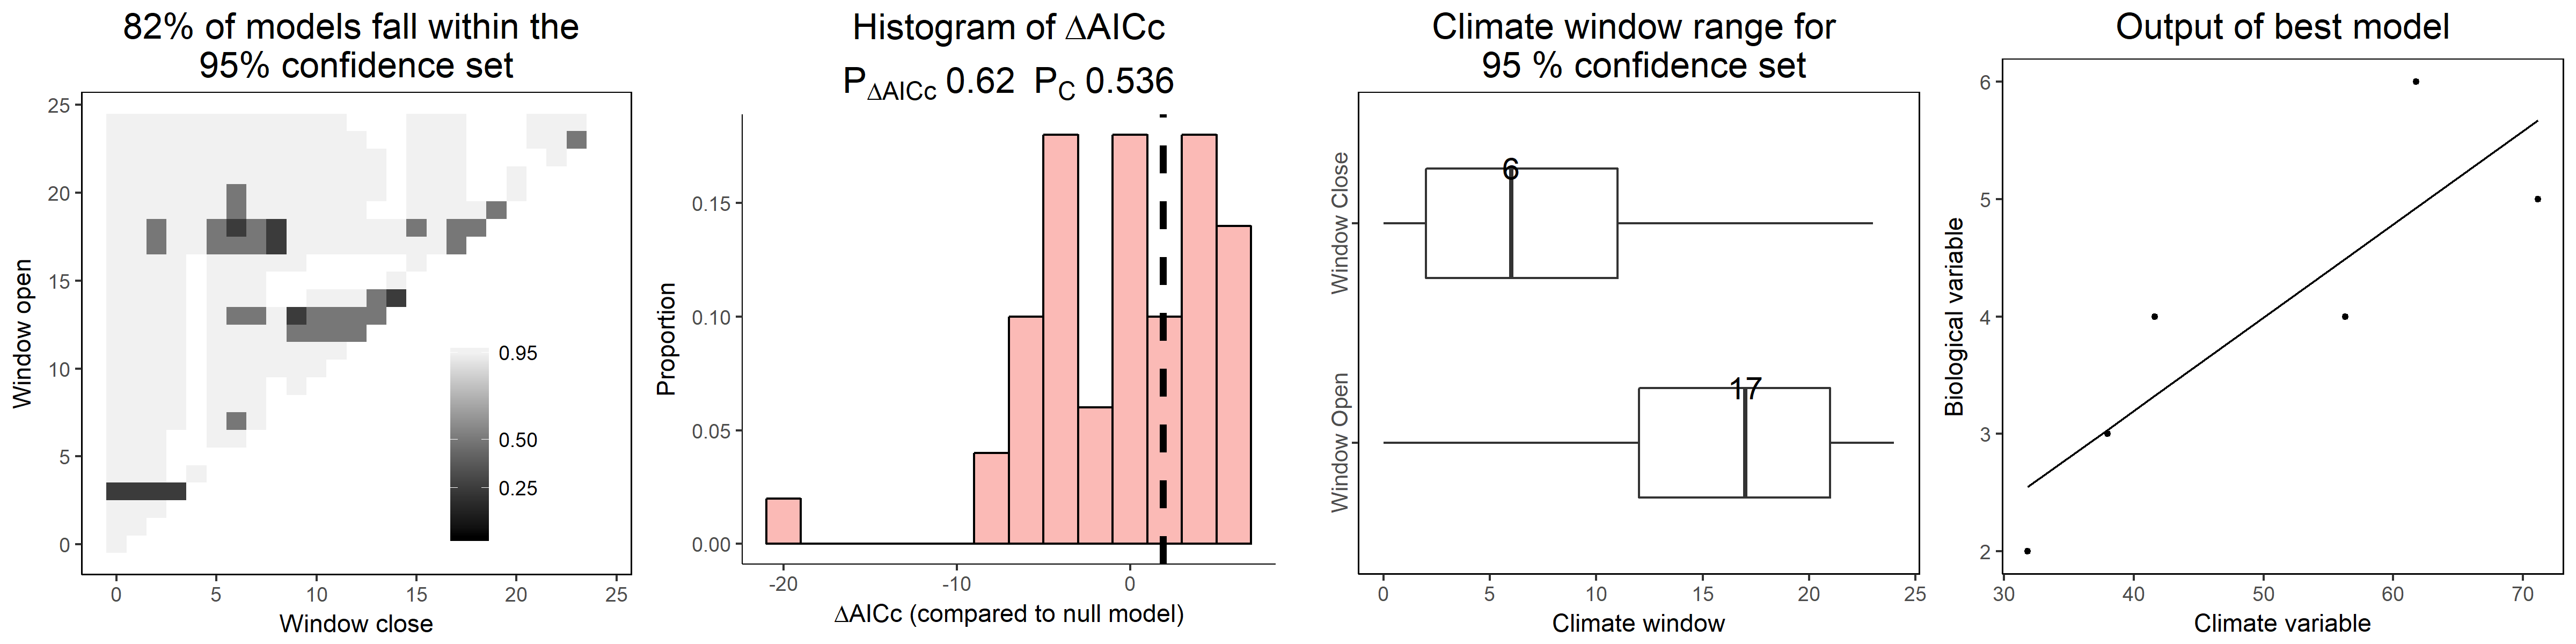 82% of models fall within the
95% confidence set
25
20
15
10
5
0
Window open
0.95
0.50
0.25
0 5 10 15 20 25
Window close
Histogram of ΔAICc
P ΔAICc 0.62 P C 0.536
0.15
0.10
0.05
0.00
Proportion
-20 -10 0
ΔAICc (compared to null model)
Climate window range for
95 % confidence set
Window Close
6
Window Open
17
0 5 10 15 20 25
Climate window
Output of best model
6
5
4
3
2
Biological variable
30 40 50 60 70
Climate variable